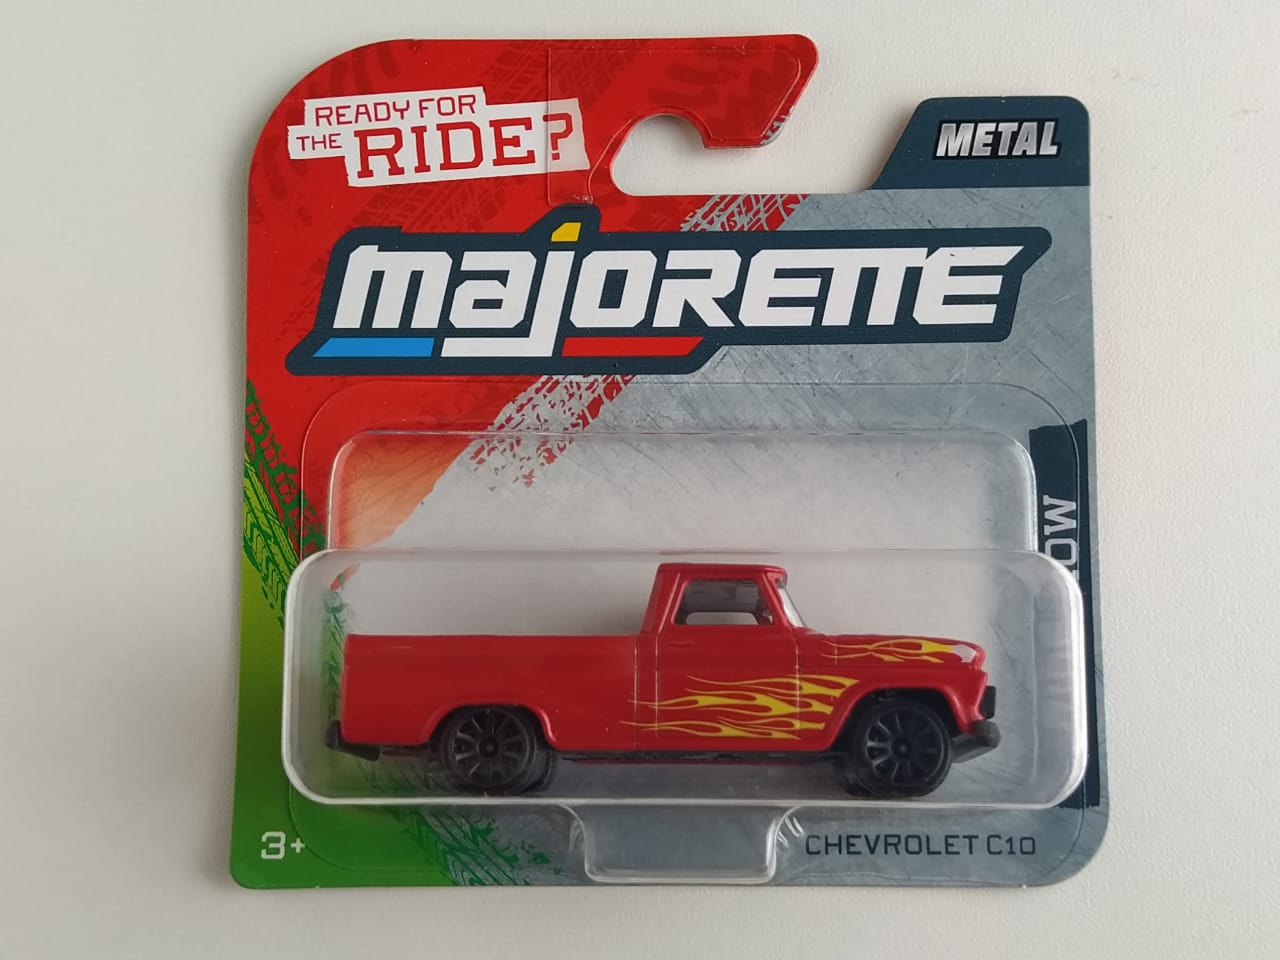 READY FOR
THE RIDE?
METAL
majORETTE
3+
CHEVROLET C10